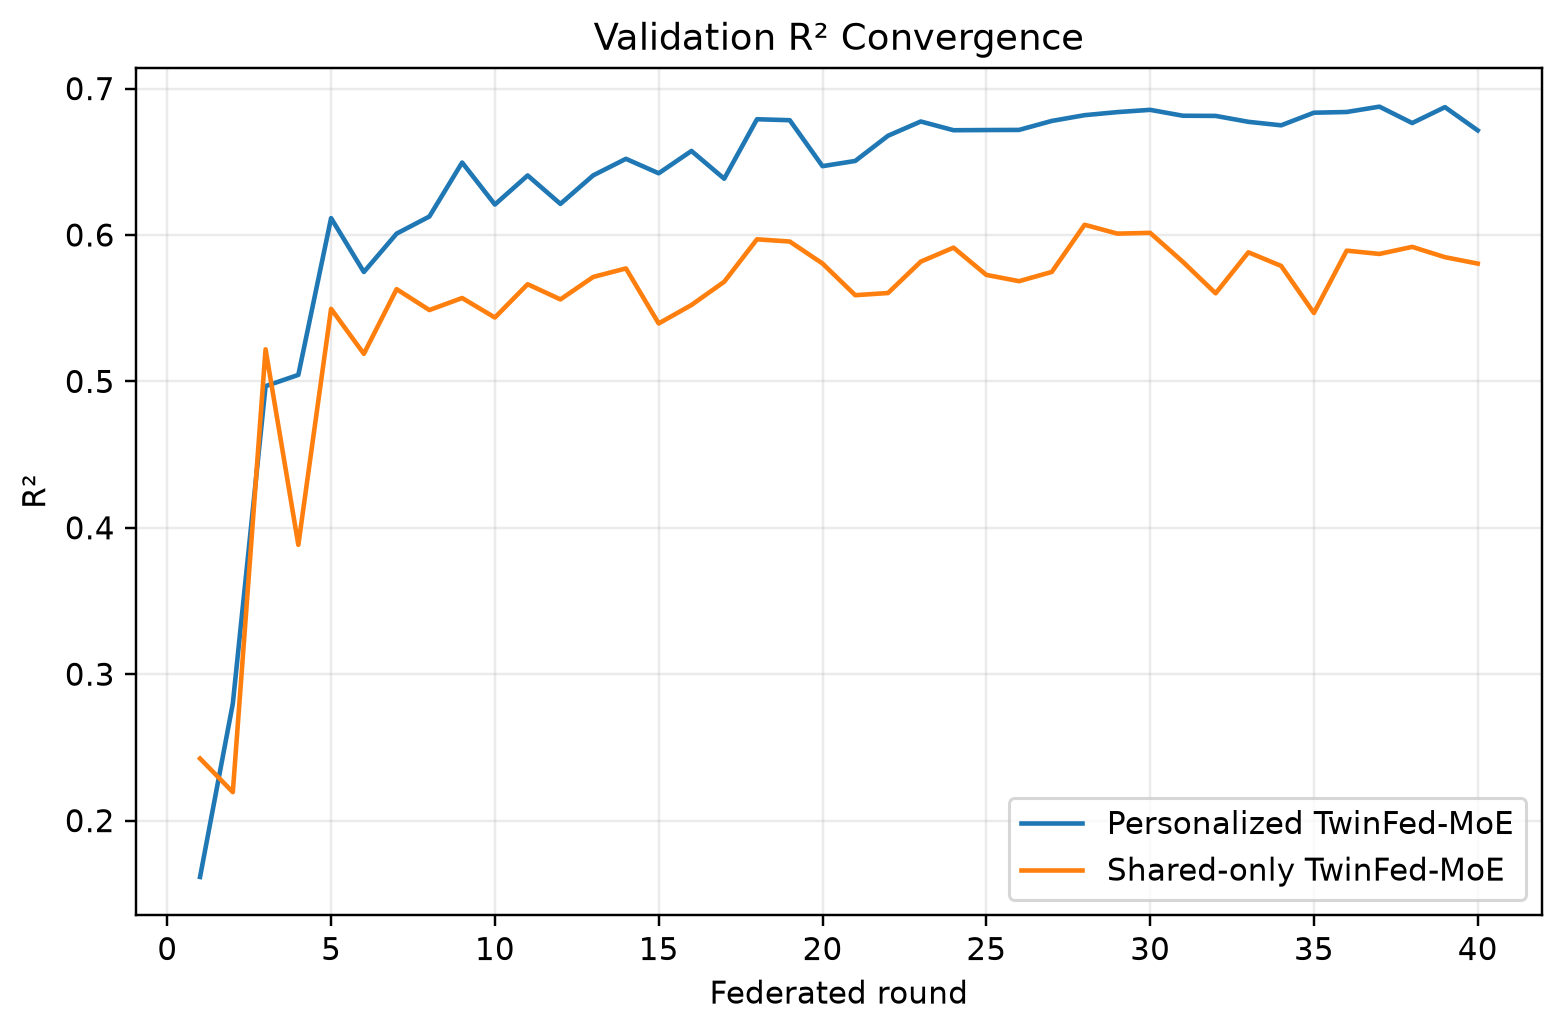 Validation R² Convergence
R²
0.7
0.6
0.5
0.4
0.3
0.2
Personalized TwinFed-MoE
Shared-only TwinFed-MoE
0 5 10 15 20 25 30 35 40
Federated round